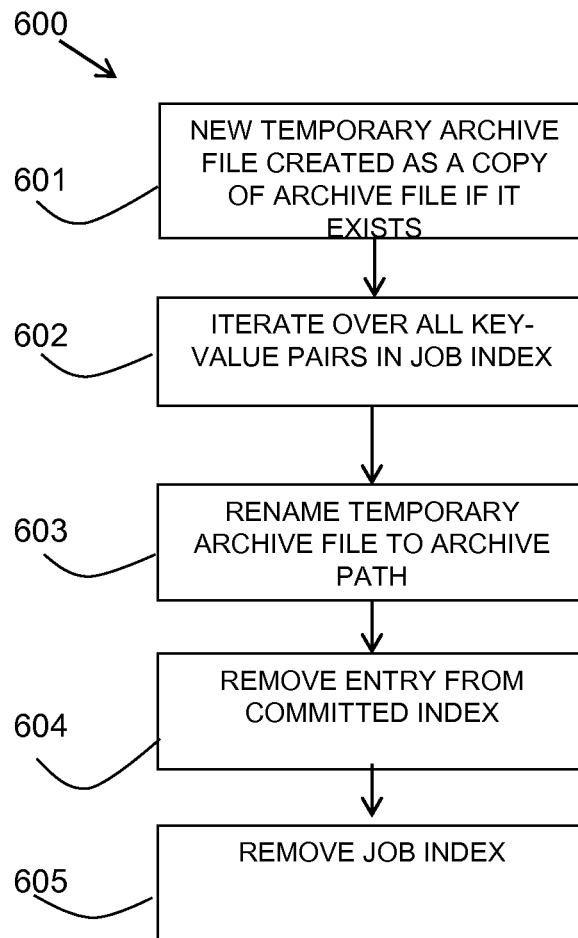 600
NEW TEMPORARY ARCHIVE
FILE CREATED AS A COPY
OF ARCHIVE FILE IF IT
EXISTS
601
ITERATE OVER ALL KEY-
VALUE PAIRS IN JOB INDEX
602
RENAME TEMPORARY
ARCHIVE FILE TO ARCHIVE
PATH
603
REMOVE ENTRY FROM
COMMITTED INDEX
604
REMOVE JOB INDEX
605